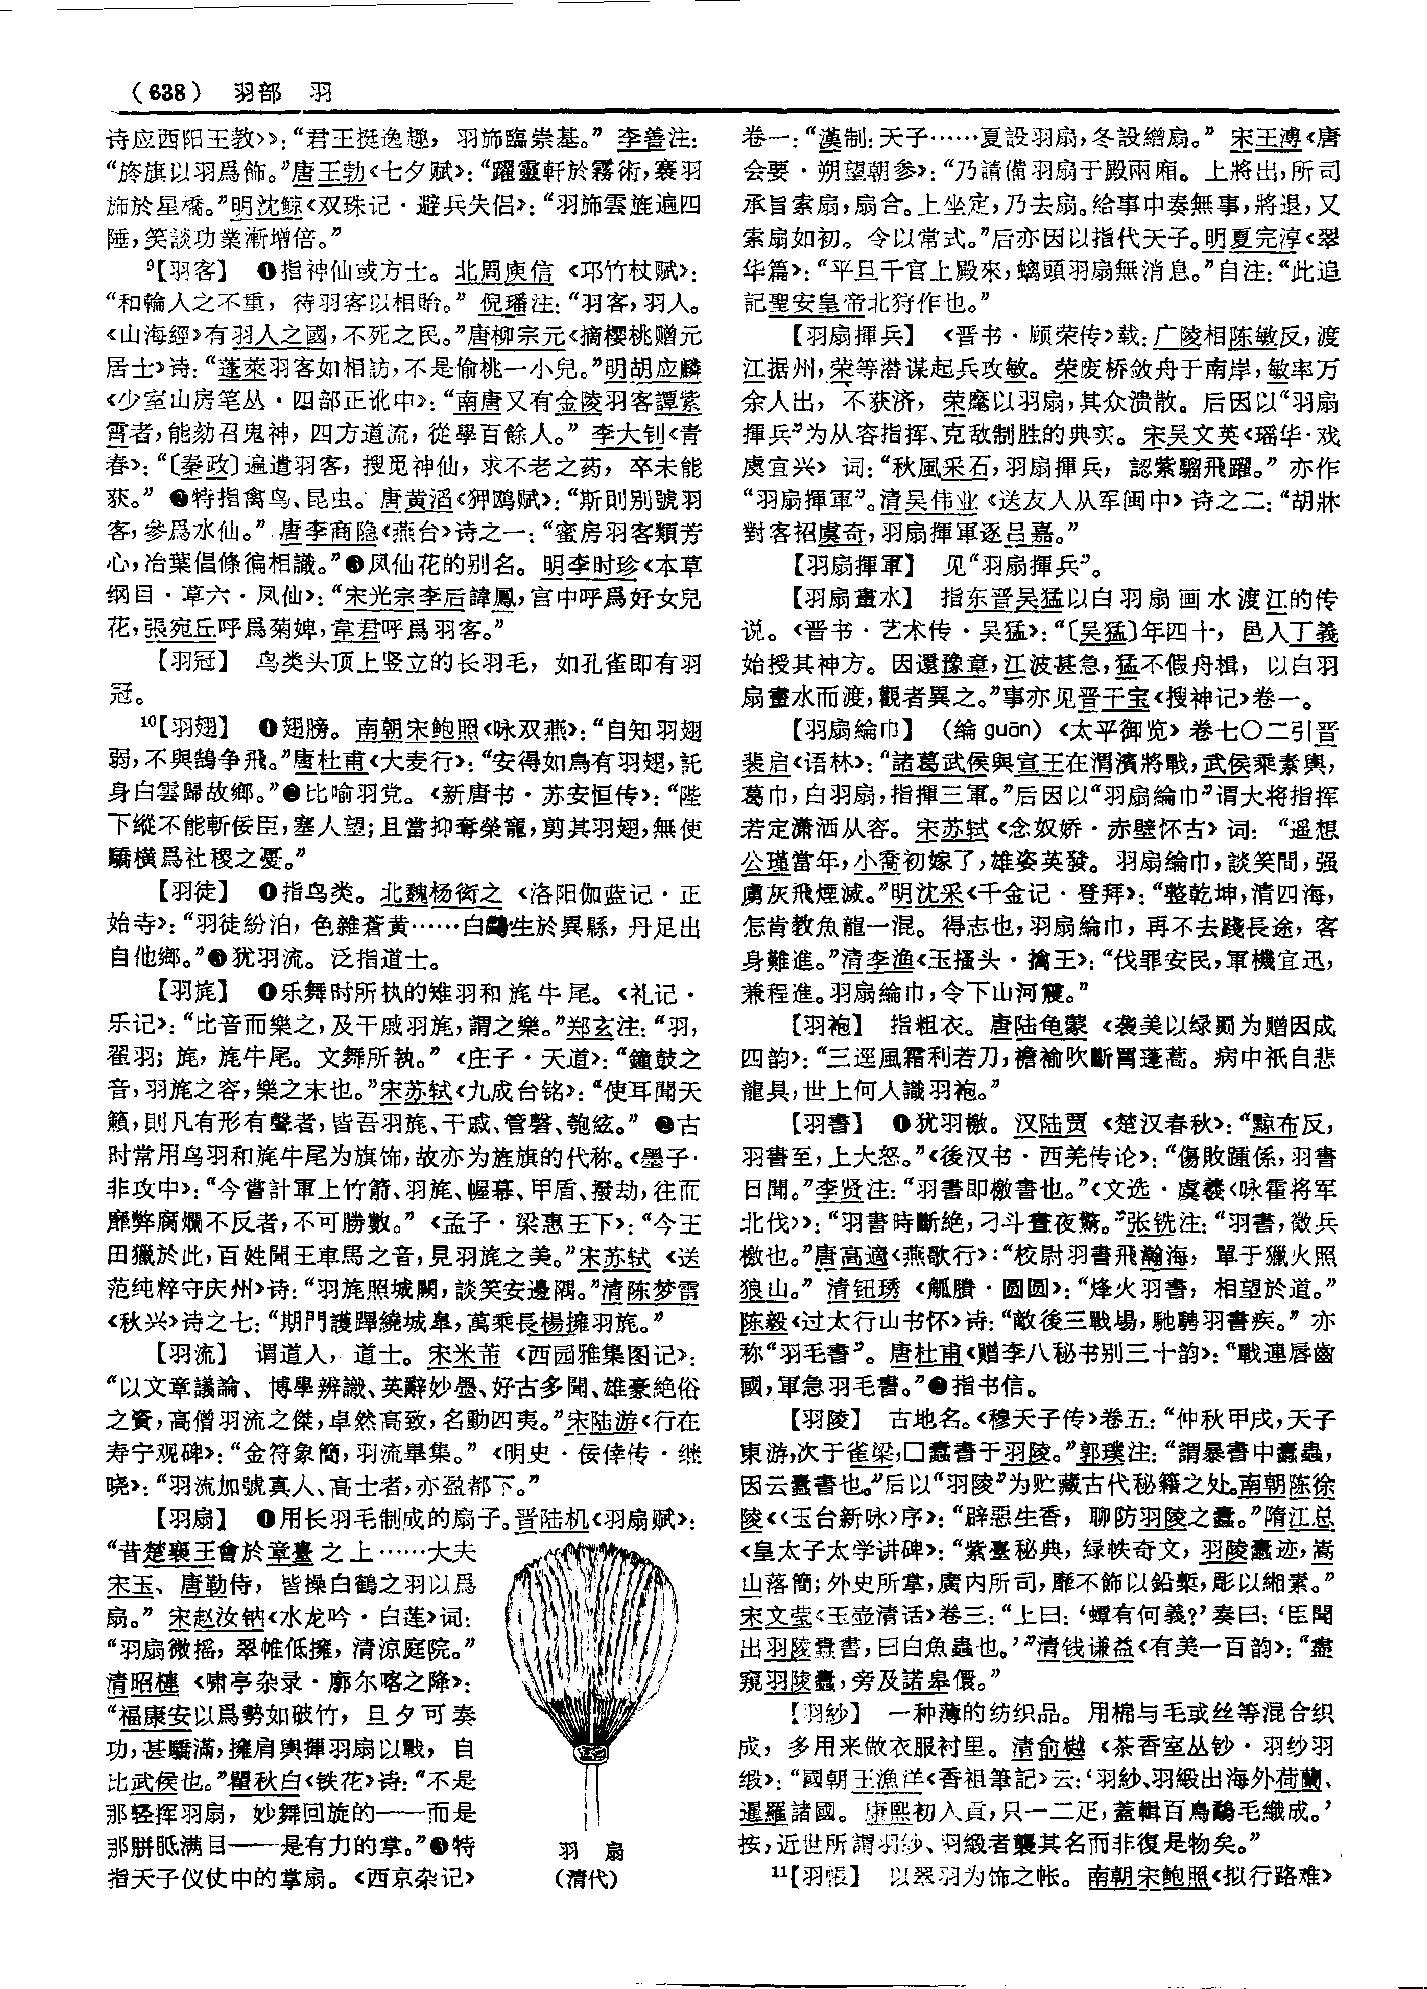 （638） 羽部 羽
诗应西阳王教》》：“君王挺逸趣，羽旆臨崇基。”李善注：
“旍旗以羽爲飾。”唐王勃《七夕赋》：“躍靈軒於霧術，褰羽
旆於星橋。”明沈鲸《双珠记·避兵失侣》：“羽旆雲旌遍四
陲，笑談功業漸增倍。”
⁹【羽客】 ❶指神仙或方士。北周庾信《邛竹杖赋》：
“和輪人之不重，待羽客以相貽。”倪璠注：“羽客，羽人。
《山海經》有羽人之國，不死之民。”唐柳宗元《摘樱桃赠元
居士》诗：“蓬萊羽客如相訪，不是偷桃一小兒。”明胡应麟
《少室山房笔丛·四部正讹中》：“南唐又有金陵羽客譚紫
霄者，能劾召鬼神，四方道流，從學百餘人。”李大钊《青
春》：“〔秦政〕遍遣羽客，搜觅神仙，求不老之药，卒未能
获。”❷特指禽鸟、昆虫。唐黄滔《狎鸥赋》：“斯則别號羽
客，參爲水仙。”唐李商隐《燕台》诗之一：“蜜房羽客類芳
心，冶葉倡條徧相識。”❸凤仙花的别名。明李时珍《本草
纲目·草六·凤仙》：“宋光宗李后諱鳳，宫中呼爲好女兒
花，張宛丘呼爲菊婢，韋君呼爲羽客。”
【羽冠】 鸟类头顶上竖立的长羽毛，如孔雀即有羽
冠。
¹⁰【羽翅】 ❶翅膀。南朝宋鲍照《咏双燕》：“自知羽翅
弱，不與鵠争飛。”唐杜甫《大麦行》：“安得如鳥有羽翅，託
身白雲歸故鄉。”❷比喻羽党。《新唐书·苏安恒传》：“陛
下縱不能斬佞臣，塞人望；且當抑奪榮寵，剪其羽翅，無使
驕横爲社稷之憂。”
【羽徒】 ❶指鸟类。北魏杨衒之《洛阳伽蓝记·正
始寺》：“羽徒紛泊，色雜蒼黄……白鶴生於異縣，丹足出
自他鄉。”❷犹羽流。泛指道士。
【羽旄】 ❶乐舞时所执的雉羽和旄牛尾。《礼记·
乐记》：“比音而樂之，及干戚羽旄，謂之樂。”郑玄注：“羽，
翟羽；旄，旄牛尾。文舞所執。”《庄子·天道》：“鐘鼓之
音，羽旄之容，樂之末也。”宋苏轼《九成台铭》：“使耳聞天
籟，則凡有形有聲者，皆吾羽旄、干戚、管磬、匏絃。”❷古
时常用鸟羽和旄牛尾为旗饰，故亦为旌旗的代称。《墨子·
非攻中》：“今嘗計軍上竹箭、羽旄、幄幕、甲盾、撥劫，往而
靡弊腐爛不反者，不可勝數。”《孟子·梁惠王下》：“今王
田獵於此，百姓聞王車馬之音，見羽旄之美。”宋苏轼《送
范纯粹守庆州》诗：“羽旄照城闕，談笑安邊隅。”清陈梦雷
《秋兴》诗之七：“期門護蹕繞城皋，萬乘長楊擁羽旄。”
【羽流】 谓道人，道士。宋米芾《西园雅集图记》：
“以文章議論、博學辨識、英辭妙墨、好古多聞、雄豪絶俗
之資，高僧羽流之傑，卓然高致，名動四夷。”宋陆游《行在
寿宁观碑》：“金符象簡，羽流畢集。”《明史·佞倖传·继
晓》：“羽流加號真人、高士者，亦盈都下。”
【羽扇】 ❶用长羽毛制成的扇子。晋陆机《羽扇赋》：
“昔楚襄王會於章臺之上……大夫
宋玉、唐勒侍，皆操白鶴之羽以爲
扇。”宋赵汝钠《水龙吟·白莲》词：
“羽扇微摇，翠帷低擁，清涼庭院。”
清昭梿《啸亭杂录·廓尔喀之降》：
“福康安以爲勢如破竹，旦夕可奏
功，甚驕滿，擁肩輿揮羽扇以戰，自
比武侯也。”瞿秋白《铁花》诗：“不是
那轻挥羽扇，妙舞回旋的——而是
那胼胝满目——是有力的掌。”❷特
指天子仪仗中的掌扇。《西京杂记》
羽 扇
（清代）
卷一：“漢制：天子……夏設羽扇，冬設繒扇。”宋王溥《唐
会要·朔望朝参》：“乃請備羽扇于殿兩廂。上將出，所司
承旨索扇，扇合。上坐定，乃去扇。给事中奏無事，將退，又
索扇如初。令以常式。”后亦因以指代天子。明夏完淳《翠
华篇》：“平旦千官上殿來，螭頭羽扇無消息。”自注：“此追
記聖安皇帝北狩作也。”
【羽扇揮兵】 《晋书·顾荣传》载：广陵相陈敏反，渡
江据州，荣等潜谋起兵攻敏。荣废桥敛舟于南岸，敏率万
余人出，不获济，荣麾以羽扇，其众溃散。后因以“羽扇
揮兵”为从容指挥、克敌制胜的典实。宋吴文英《瑶华·戏
虞宜兴》词：“秋風采石，羽扇揮兵，認紫騮飛躍。”亦作
“羽扇揮軍”。清吴伟业《送友人从军闽中》诗之二：“胡牀
對客招虞奇，羽扇揮軍逐吕嘉。”
【羽扇揮軍】 见“羽扇揮兵”。
【羽扇畫水】 指东晋吴猛以白羽扇画水渡江的传
说。《晋书·艺术传·吴猛》：“〔吴猛〕年四十，邑人丁義
始授其神方。因還豫章，江波甚急，猛不假舟楫，以白羽
扇畫水而渡，觀者異之。”事亦见晋干宝《搜神记》卷一。
【羽扇綸巾】 （綸guān）《太平御览》卷七〇二引晋
裴启《语林》：“諸葛武侯與宣王在渭濱將戰，武侯乘素輿，
葛巾，白羽扇，指揮三軍。”后因以“羽扇綸巾”谓大将指挥
若定潇洒从容。宋苏轼《念奴娇·赤壁怀古》词：“遥想
公瑾當年，小喬初嫁了，雄姿英發。羽扇綸巾，談笑間，强
虜灰飛煙滅。”明沈采《千金记·登拜》：“整乾坤，清四海，
怎肯教魚龍一混。得志也，羽扇綸巾，再不去踐長途，客
身難進。”清李渔《玉搔头·擒王》：“伐罪安民，軍機宜迅，
兼程進。羽扇綸巾，令下山河震。”
【羽袍】 指粗衣。唐陆龟蒙《袭美以绿罽为赠因成
四韵》：“三逕風霜利若刀，襜褕吹斷罥蓬蒿。病中祇自悲
龍具，世上何人識羽袍。”
【羽書】 ❶犹羽檄。汉陆贾《楚汉春秋》：“黥布反，
羽書至，上大怒。”《後汉书·西羌传论》：“傷敗踵係，羽書
日聞。”李贤注：“羽書即檄書也。”《文选·虞羲〈咏霍将军
北伐〉》：“羽書時斷絶，刁斗晝夜驚。”张铣注：“羽書，徵兵
檄也。”唐高適《燕歌行》：“校尉羽書飛瀚海，單于獵火照
狼山。”清钮琇《觚賸·圆圆》：“烽火羽書，相望於道。”
陈毅《过太行山书怀》诗：“敵後三戰場，馳騁羽書疾。”亦
称“羽毛書”。唐杜甫《赠李八秘书别三十韵》：“戰連唇齒
國，軍急羽毛書。”❷指书信。
【羽陵】 古地名。《穆天子传》卷五：“仲秋甲戌，天子
東游，次于雀梁，囗蠹書于羽陵。”郭璞注：“謂暴書中蠹蟲，
因云蠹書也。”后以“羽陵”为贮藏古代秘籍之处。南朝陈徐
陵《〈玉台新咏〉序》：“辟惡生香，聊防羽陵之蠹。”隋江总
《皇太子太学讲碑》：“紫臺秘典，緑帙奇文，羽陵蠹迹，嵩
山落簡；外史所掌，廣内所司，靡不飾以鉛槧，彫以緗素。”
宋文莹《玉壶清话》卷三：“上曰：‘蟫有何義？’奏曰：‘臣聞
出羽陵蠹書，曰白魚蟲也。’”清钱谦益《有美一百韵》：“盡
窺羽陵蠹，旁及諾皋儇。”
【羽紗】 一种薄的纺织品。用棉与毛或丝等混合织
成，多用来做衣服衬里。清俞樾《茶香室丛钞·羽纱羽
缎》：“國朝王漁洋《香祖筆記》云：‘羽紗、羽緞出海外荷蘭、
暹羅諸國。康熙初入貢，只一二疋，蓋輯百鳥氄毛織成。’
按，近世所謂羽紗、羽緞者襲其名而非復是物矣。”
¹¹【羽帳】 以翠羽为饰之帐。南朝宋鲍照《拟行路难》